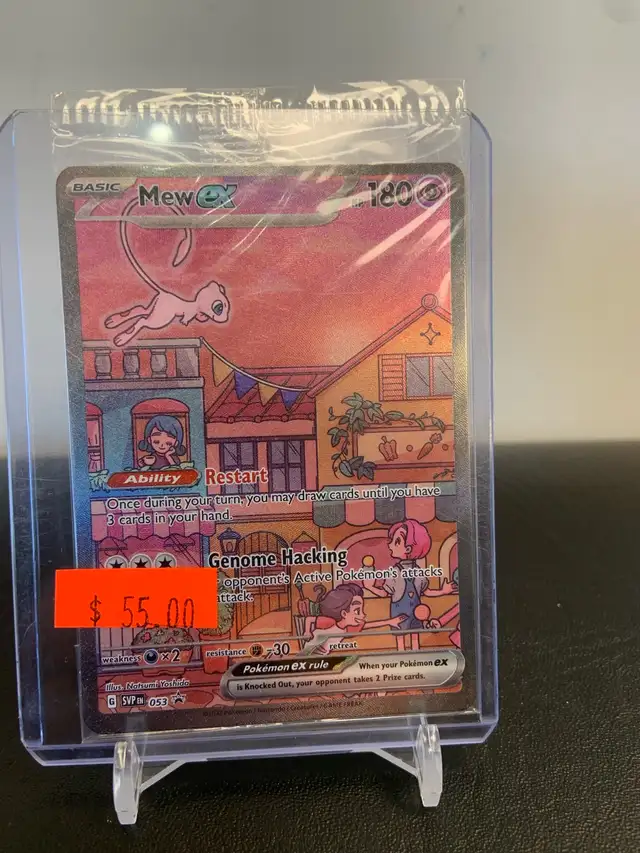 BASIC Mew ex HP 180
Ability Restart
Once during your turn, you may draw cards until you have
3 cards in your hand.
Genome Hacking
opponent's Active Pokémon's attacks
attack.
$ 55.00
weakness ×2 resistance -30 retreat
Pokémon ex rule When your Pokémon ex
is Knocked Out, your opponent takes 2 Prize cards.
Illus. Natsumi Yoshida
G SVP EN 053